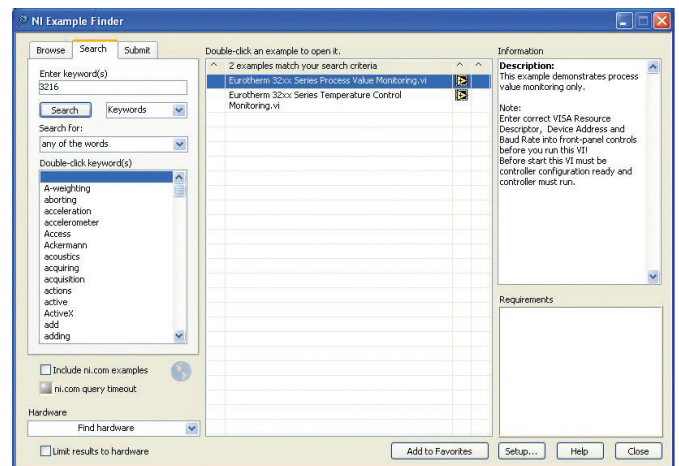 NI Example Finder
Browse
Search
Submit
Enter keyword(s)
3216
Search
Keywords
Search for:
any of the words
Double-click keyword(s)
A-weighting
aborting
acceleration
accelerometer
Access
Ackermann
acoustics
acquiring
acquisition
actions
active
ActiveX
add
adding
Include ni.com examples
ni.com query timeout
Hardware
Find hardware
Limit results to hardware
Double-click an example to open it.
2 examples match your search criteria
Eurotherm 32xx Series Process Value Monitoring.vi
Eurotherm 32xx Series Temperature Control
Monitoring.vi
Add to Favorites
Information
Description:
This example demonstrates process
value monitoring only.
Note:
Enter correct VISA Resource
Descriptor, Device Address and
Baud Rate into front-panel controls
before you run this VI!
Before start this VI must be
controller configuration ready and
controller must run.
Requirements
Setup...
Help
Close